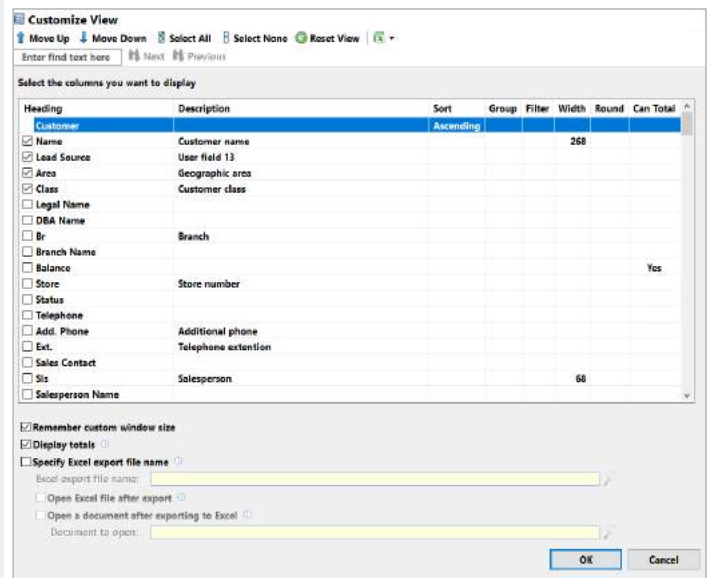 Customize View
Move Up Move Down Select All Select None Reset View
Enter find text here Next Previous
Select the columns you want to display
Heading Description Sort Group Filter Width Round Can Total
Customer Ascending
Name Customer name 268
Lead Source User field 13
Area Geographic area
Class Customer class
Legal Name
DBA Name
Br Branch
Branch Name
Balance Yes
Store Store number
Status
Telephone
Add. Phone Additional phone
Ext. Telephone extention
Sales Contact
Sls Salesperson 68
Salesperson Name
Remember custom window size
Display totals
Specify Excel export file name
Excel export file name:
Open Excel file after export
Open a document after exporting to Excel
Document to open:
OK Cancel